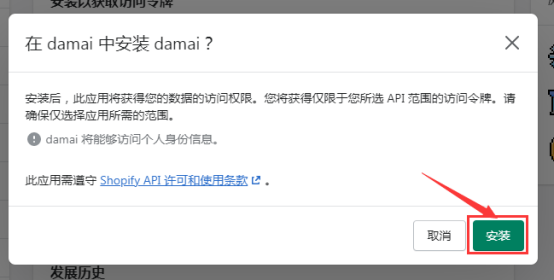 安装以获取访问令牌
在 damai 中安装 damai？
安装后，此应用将获得您的数据的访问权限。您将获得仅限于您所选 API 范围的访问令牌。请
确保仅选择应用所需的范围。
damai 将能够访问个人身份信息。
此应用需遵守 Shopify API 许可和使用条款 。
取消 安装
发展历史